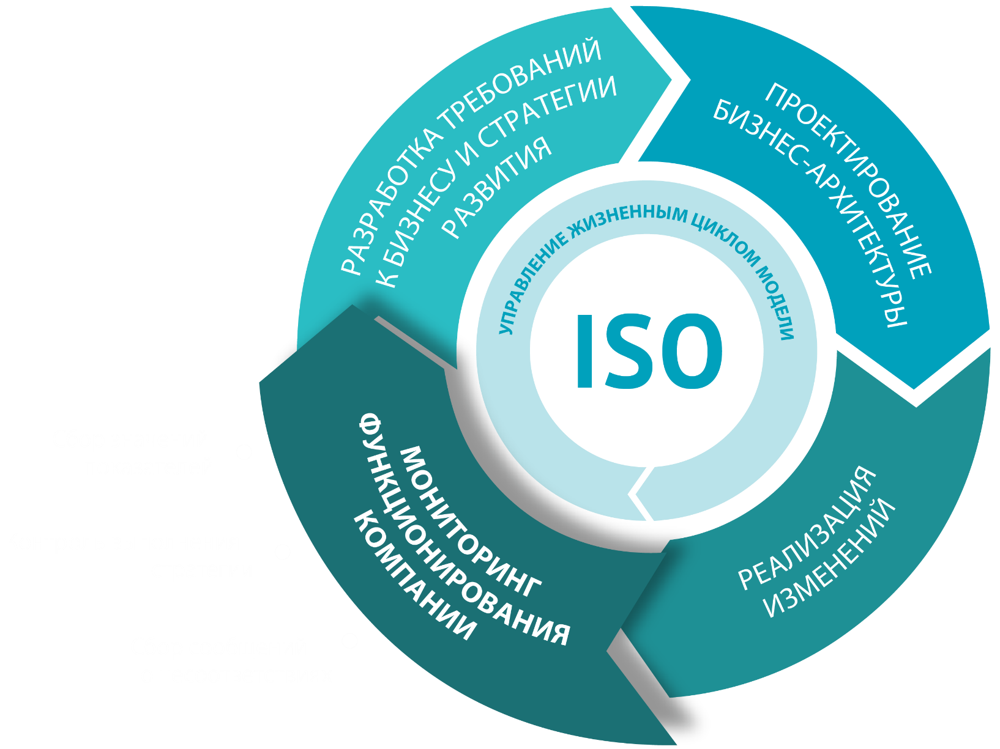 РАЗРАБОТКА ТРЕБОВАНИЙ
К БИЗНЕСУ И СТРАТЕГИИ
РАЗВИТИЯ
ПРОЕКТИРОВАНИЕ
БИЗНЕС-АРХИТЕКТУРЫ
РЕАЛИЗАЦИЯ
ИЗМЕНЕНИЙ
МОНИТОРИНГ
ФУНКЦИОНИРОВАНИЯ
КОМПАНИИ
УПРАВЛЕНИЕ ЖИЗНЕННЫМ ЦИКЛОМ МОДЕЛИ
ISO